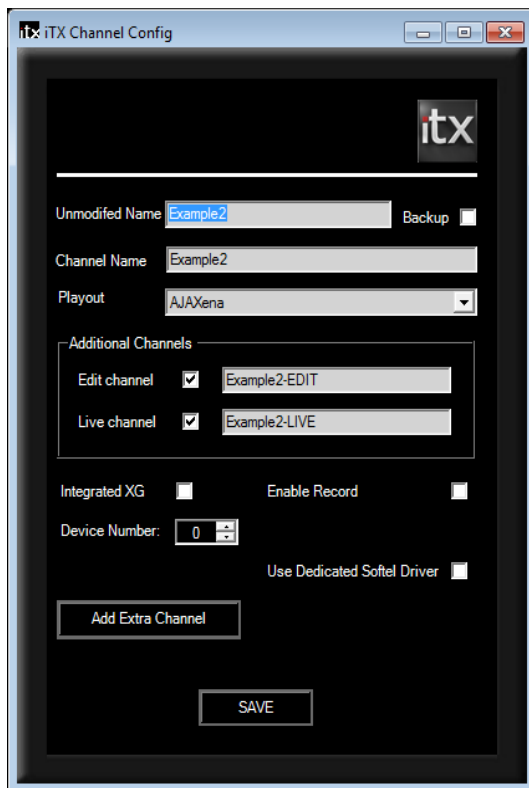 itx iTX Channel Config
itx
Unmodifed Name Example2 Backup
Channel Name Example2
Playout AJAXena
Additional Channels
Edit channel Example2-EDIT
Live channel Example2-LIVE
Integrated XG Enable Record
Device Number: 0
Use Dedicated Softel Driver
Add Extra Channel
SAVE